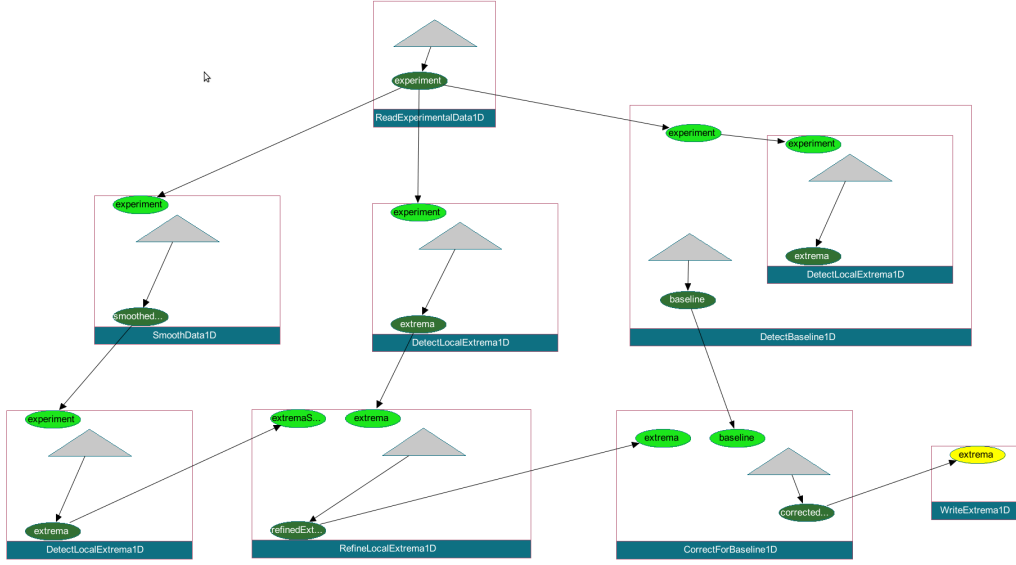 experiment
ReadExperimentalData1D
experiment
experiment
experiment
experiment
extrema
DetectLocalExtrema1D
baseline
DetectBaseline1D
smoothed...
SmoothData1D
extrema
DetectLocalExtrema1D
experiment
extrema
DetectLocalExtrema1D
extremaS...
extrema
refinedExt...
RefineLocalExtrema1D
extrema
baseline
corrected...
CorrectForBaseline1D
extrema
WriteExtrema1D